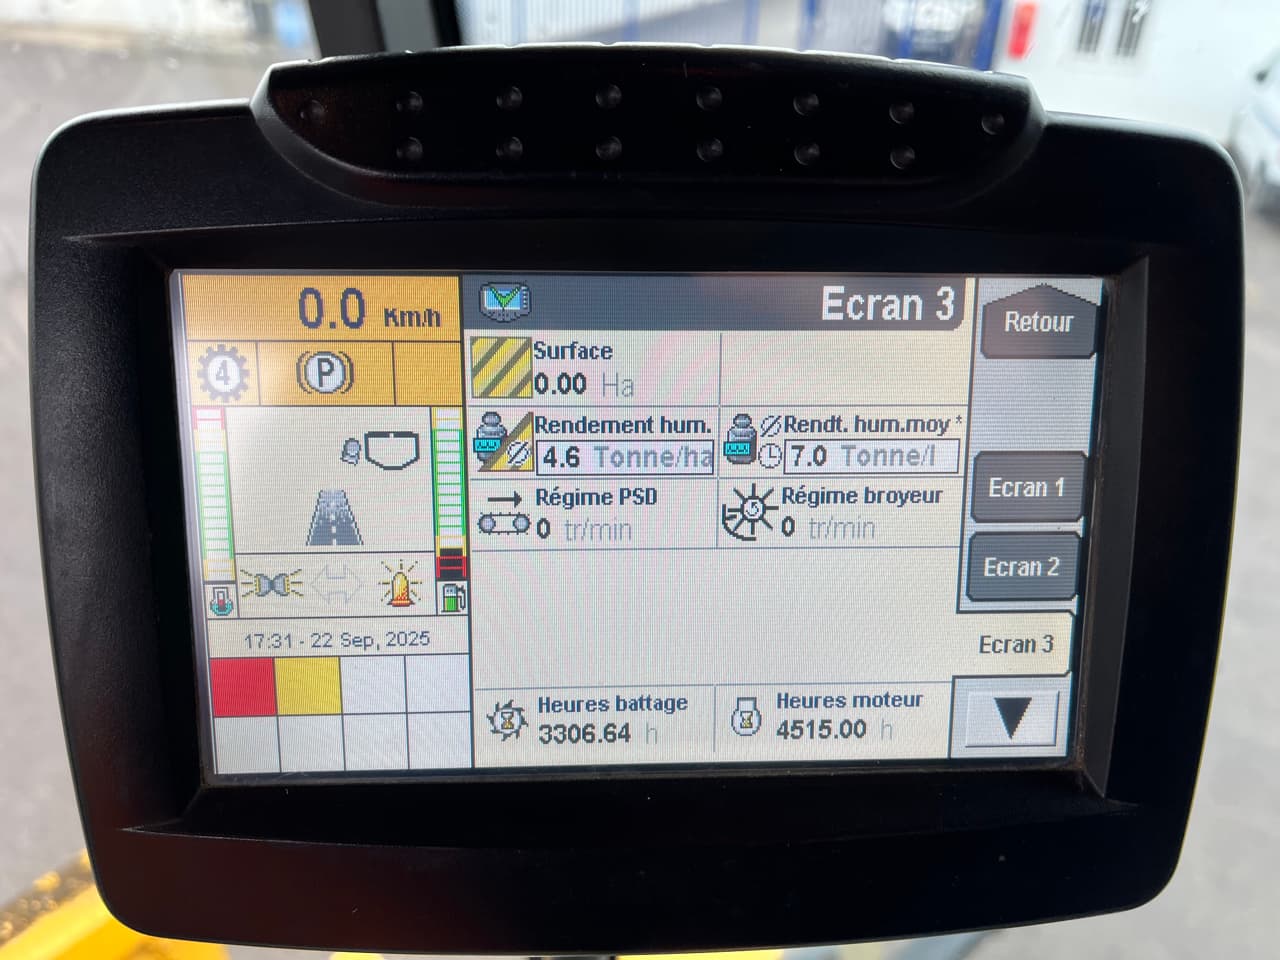 0.0 Km/h
4
P
17:31 - 22 Sep, 2025
Ecran 3
Surface
0.00 Ha
Rendement hum.
4.6 Tonne/ha
Rendt. hum.moy*
7.0 Tonne/l
Régime PSD
0 tr/min
Régime broyeur
0 tr/min
Heures battage
3306.64 h
Heures moteur
4515.00 h
Retour
Ecran 1
Ecran 2
Ecran 3